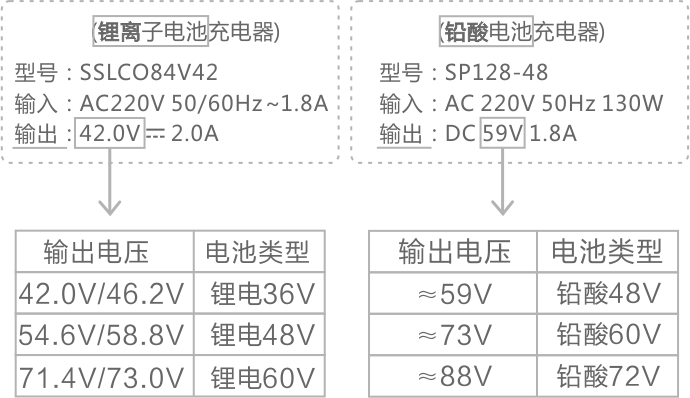 (锂离子电池充电器)
型号：SSLCO84V42
输入：AC220V 50/60Hz~1.8A
输出：42.0V⎓2.0A
输出电压 电池类型
42.0V/46.2V 锂电36V
54.6V/58.8V 锂电48V
71.4V/73.0V 锂电60V
(铅酸电池充电器)
型号：SP128-48
输入：AC 220V 50Hz 130W
输出：DC 59V 1.8A
输出电压 电池类型
≈59V 铅酸48V
≈73V 铅酸60V
≈88V 铅酸72V